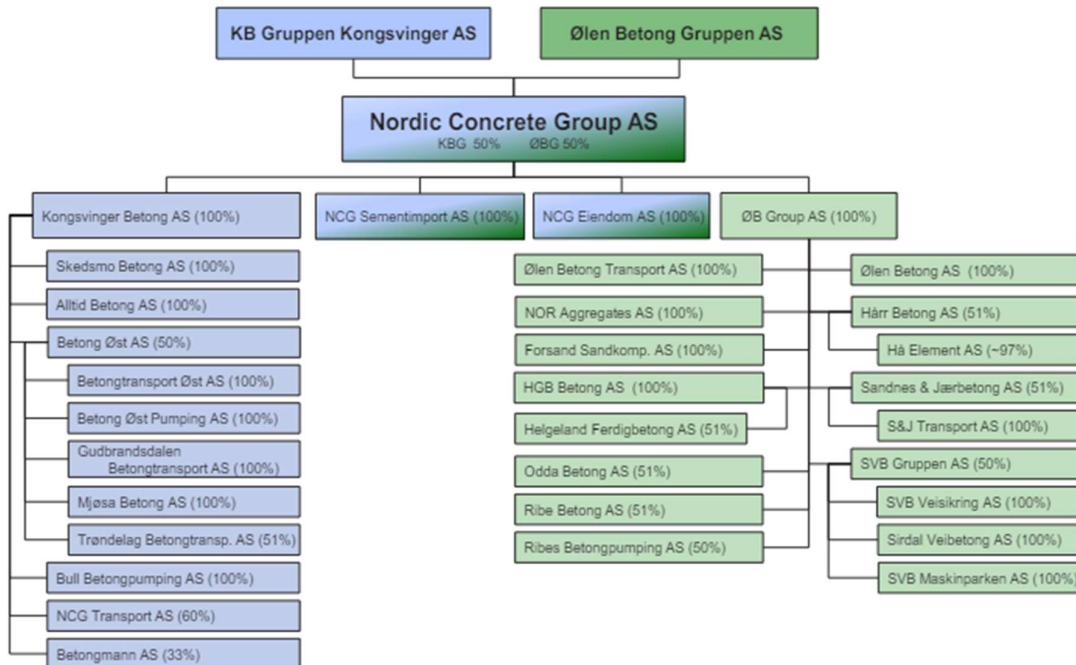 KB Gruppen Kongsvinger AS
Ølen Betong Gruppen AS
Nordic Concrete Group AS
KBG 50% ØBG 50%
Kongsvinger Betong AS (100%)
NCG Sementimport AS (100%)
NCG Eiendom AS (100%)
ØB Group AS (100%)
Skedsmo Betong AS (100%)
Alltid Betong AS (100%)
Betong Øst AS (50%)
Betongtransport Øst AS (100%)
Betong Øst Pumping AS (100%)
Gudbrandsdalen
Betongtransport AS (100%)
Mjøsa Betong AS (100%)
Trøndelag Betongtransp. AS (51%)
Bull Betongpumping AS (100%)
NCG Transport AS (60%)
Betongmann AS (33%)
Ølen Betong Transport AS (100%)
NOR Aggregates AS (100%)
Forsand Sandkomp. AS (100%)
HGB Betong AS (100%)
Helgeland Ferdigbetong AS (51%)
Odda Betong AS (51%)
Ribe Betong AS (51%)
Ribes Betongpumping AS (50%)
Ølen Betong AS (100%)
Hårr Betong AS (51%)
Hå Element AS (~97%)
Sandnes & Jærbetong AS (51%)
S&J Transport AS (100%)
SVB Gruppen AS (50%)
SVB Veisikring AS (100%)
Sirdal Veibetong AS (100%)
SVB Maskinparken AS (100%)